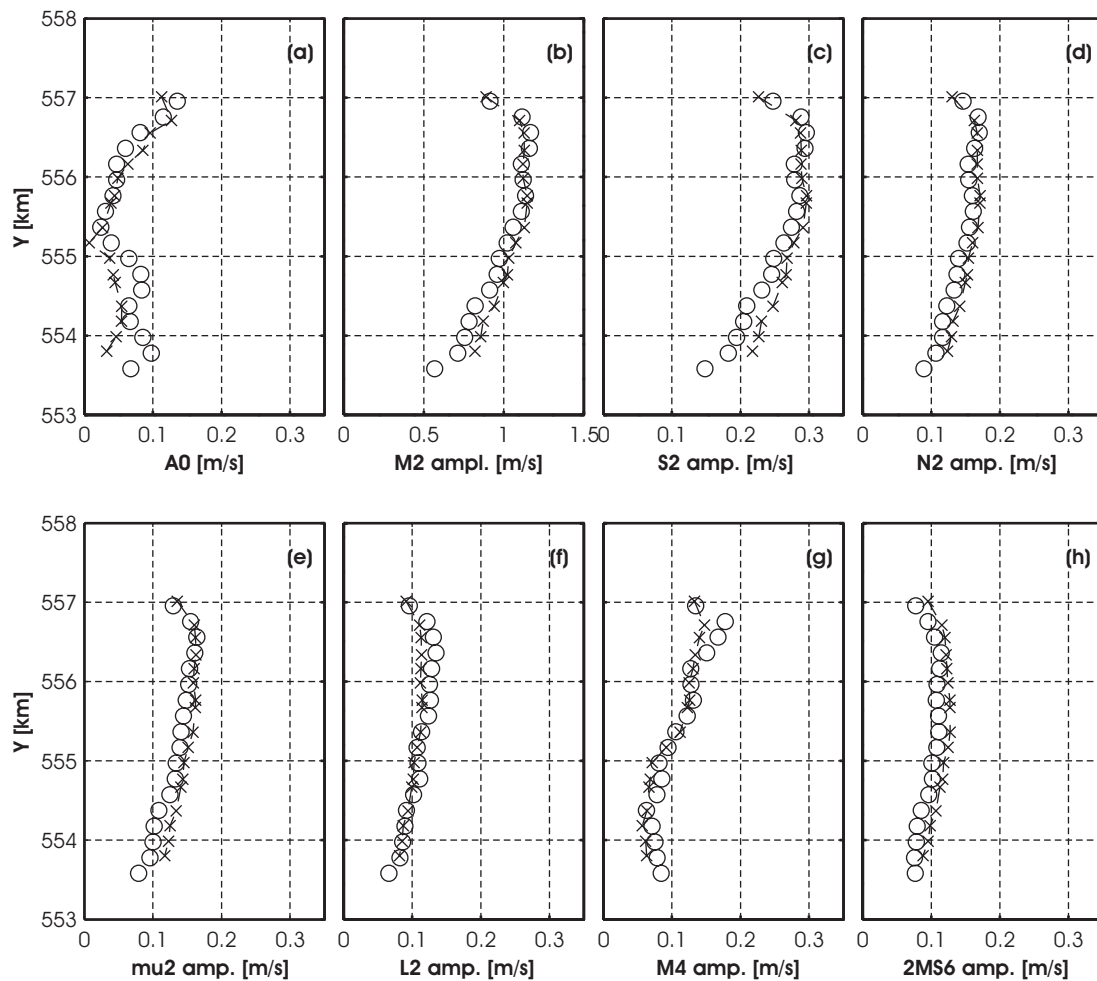 558
557
556
555
554
553
Y [km]
(a)
(b)
(c)
(d)
0
0.1
0.2
0.3
0
0.5
1
1.5
0
0.1
0.2
0.3
0
0.1
0.2
0.3
A0 [m/s]
M2 ampl. [m/s]
S2 amp. [m/s]
N2 amp. [m/s]
558
557
556
555
554
553
Y [km]
(e)
(f)
(g)
(h)
0
0.1
0.2
0.3
0
0.1
0.2
0.3
0
0.1
0.2
0.3
0
0.1
0.2
0.3
mu2 amp. [m/s]
L2 amp. [m/s]
M4 amp. [m/s]
2MS6 amp. [m/s]